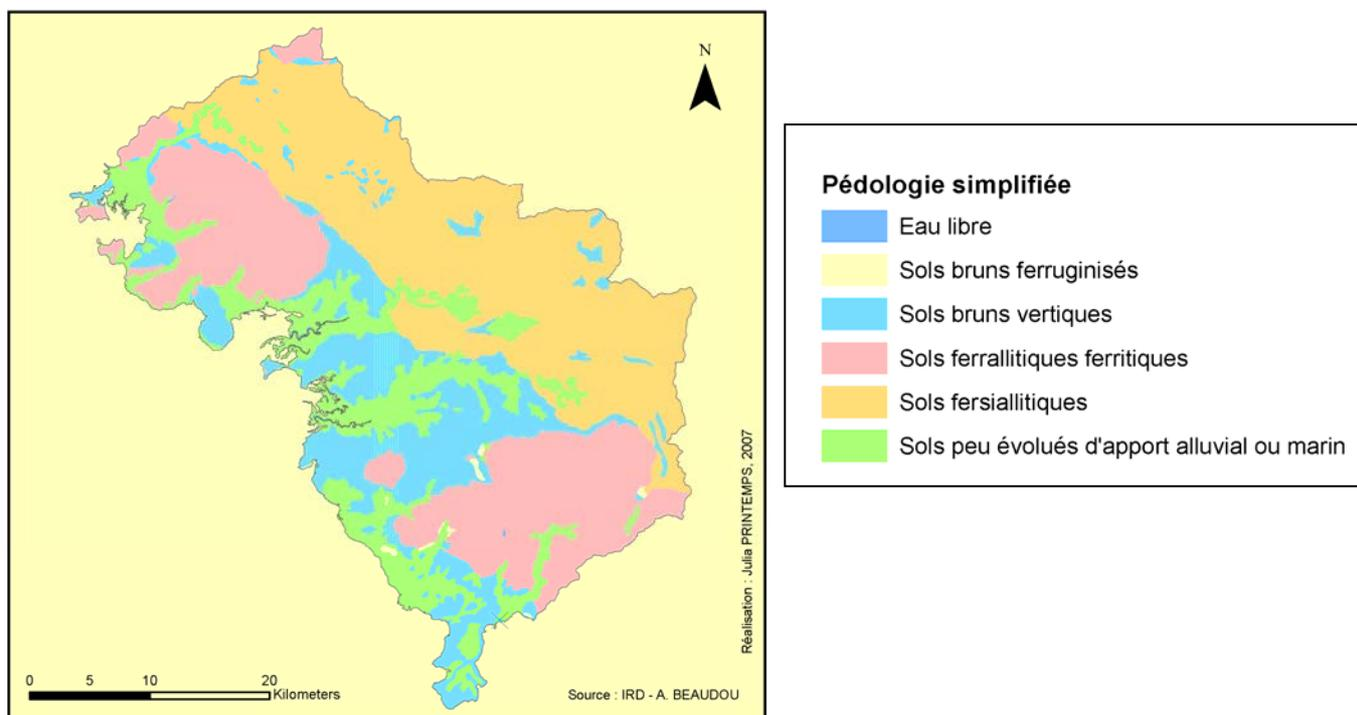 N
Réalisation : Julia PRINTEMPS, 2007
0 5 10 20
Kilometers
Source : IRD - A. BEAUDOU
Pédologie simplifiée
Eau libre
Sols bruns ferruginisés
Sols bruns vertiques
Sols ferrallitiques ferritiques
Sols fersiallitiques
Sols peu évolués d'apport alluvial ou marin